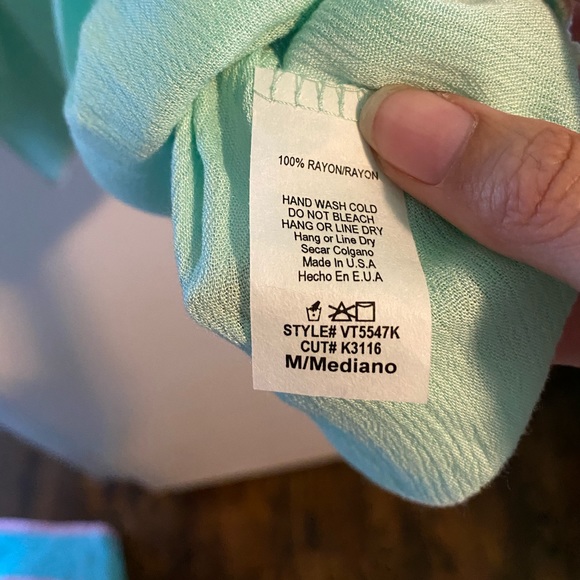 100% RAYON/RAYON
HAND WASH COLD
DO NOT BLEACH
HANG OR LINE DRY
Hang or Line Dry
Secar Colgano
Made In U.S.A
Hecho En E.U.A
STYLE# VT5547K
CUT# K3116
M/Mediano